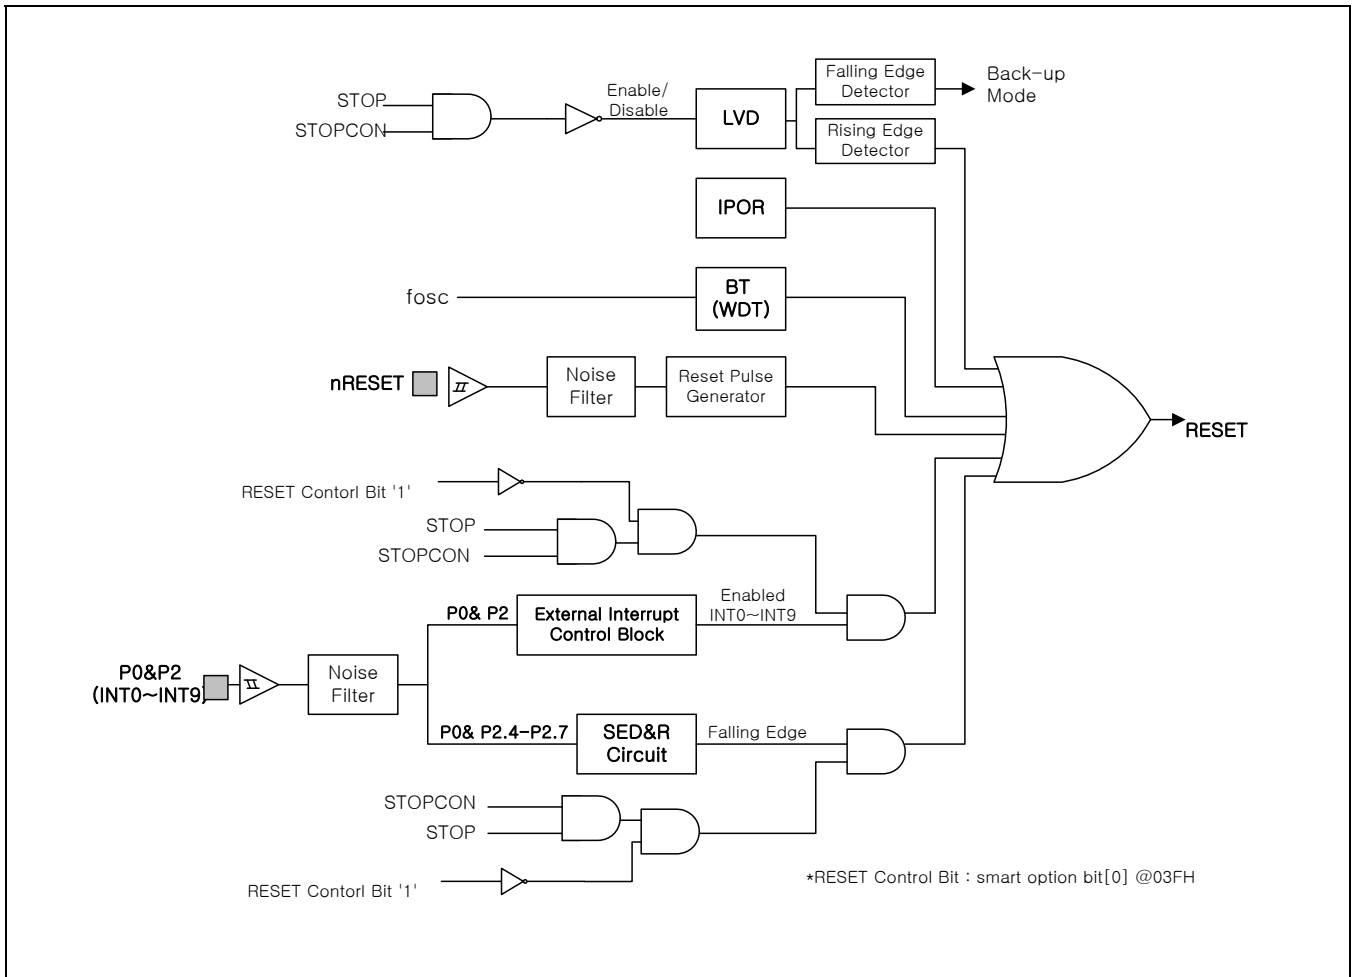 STOP
STOPCON
Enable/
Disable
LVD
Falling Edge
Detector
Back-up
Mode
Rising Edge
Detector
IPOR
fosc
BT
(WDT)
nRESET
Noise
Filter
Reset Pulse
Generator
RESET
RESET Contorl Bit '1'
STOP
STOPCON
P0& P2
External Interrupt
Control Block
Enabled
INT0~INT9
P0&P2
(INT0~INT9)
Noise
Filter
P0& P2.4-P2.7
SED&R
Circuit
Falling Edge
STOPCON
STOP
RESET Contorl Bit '1'
*RESET Control Bit : smart option bit[0] @03FH